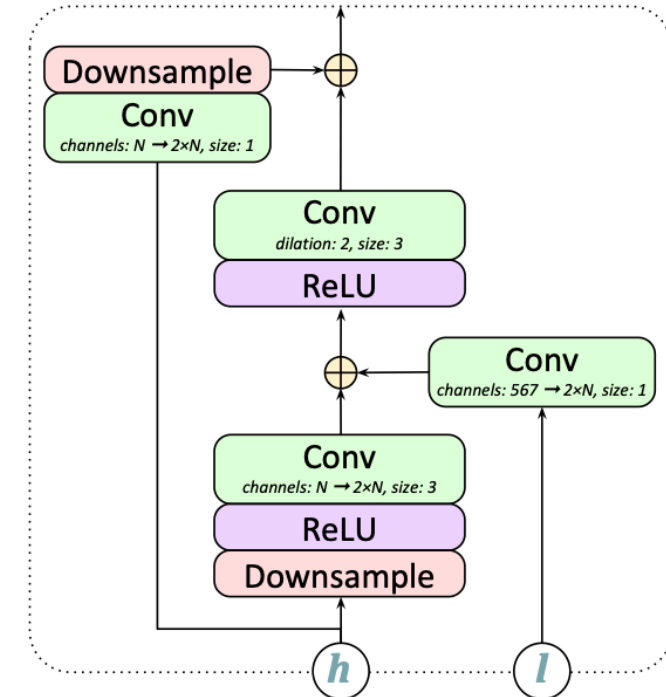 Downsample
Conv
channels: N → 2×N, size: 1
Conv
dilation: 2, size: 3
ReLU
Conv
channels: 567 → 2×N, size: 1
Conv
channels: N → 2×N, size: 3
ReLU
Downsample
h
l